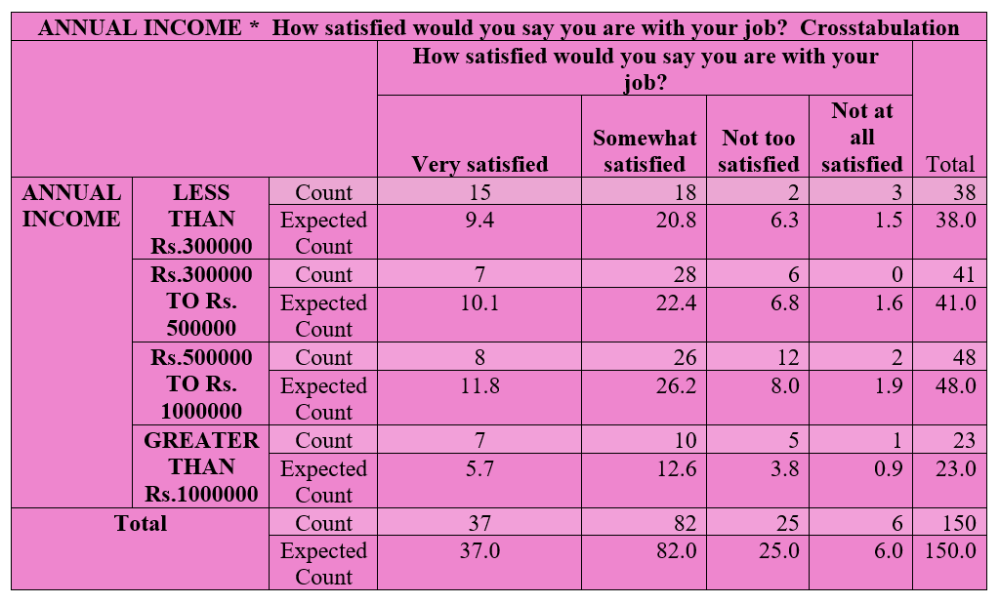 ANNUAL INCOME * How satisfied would you say you are with your job? Crosstabulation
How satisfied would you say you are with your
job?
Very satisfied
Somewhat
satisfied
Not too
satisfied
Not at
all
satisfied
Total
ANNUAL
INCOME
LESS
THAN
Rs.300000
Count 15 18 2 3 38
Expected
Count
9.4 20.8 6.3 1.5 38.0
Rs.300000
TO Rs.
500000
Count 7 28 6 0 41
Expected
Count
10.1 22.4 6.8 1.6 41.0
Rs.500000
TO Rs.
1000000
Count 8 26 12 2 48
Expected
Count
11.8 26.2 8.0 1.9 48.0
GREATER
THAN
Rs.1000000
Count 7 10 5 1 23
Expected
Count
5.7 12.6 3.8 0.9 23.0
Total
Count 37 82 25 6 150
Expected
Count
37.0 82.0 25.0 6.0 150.0